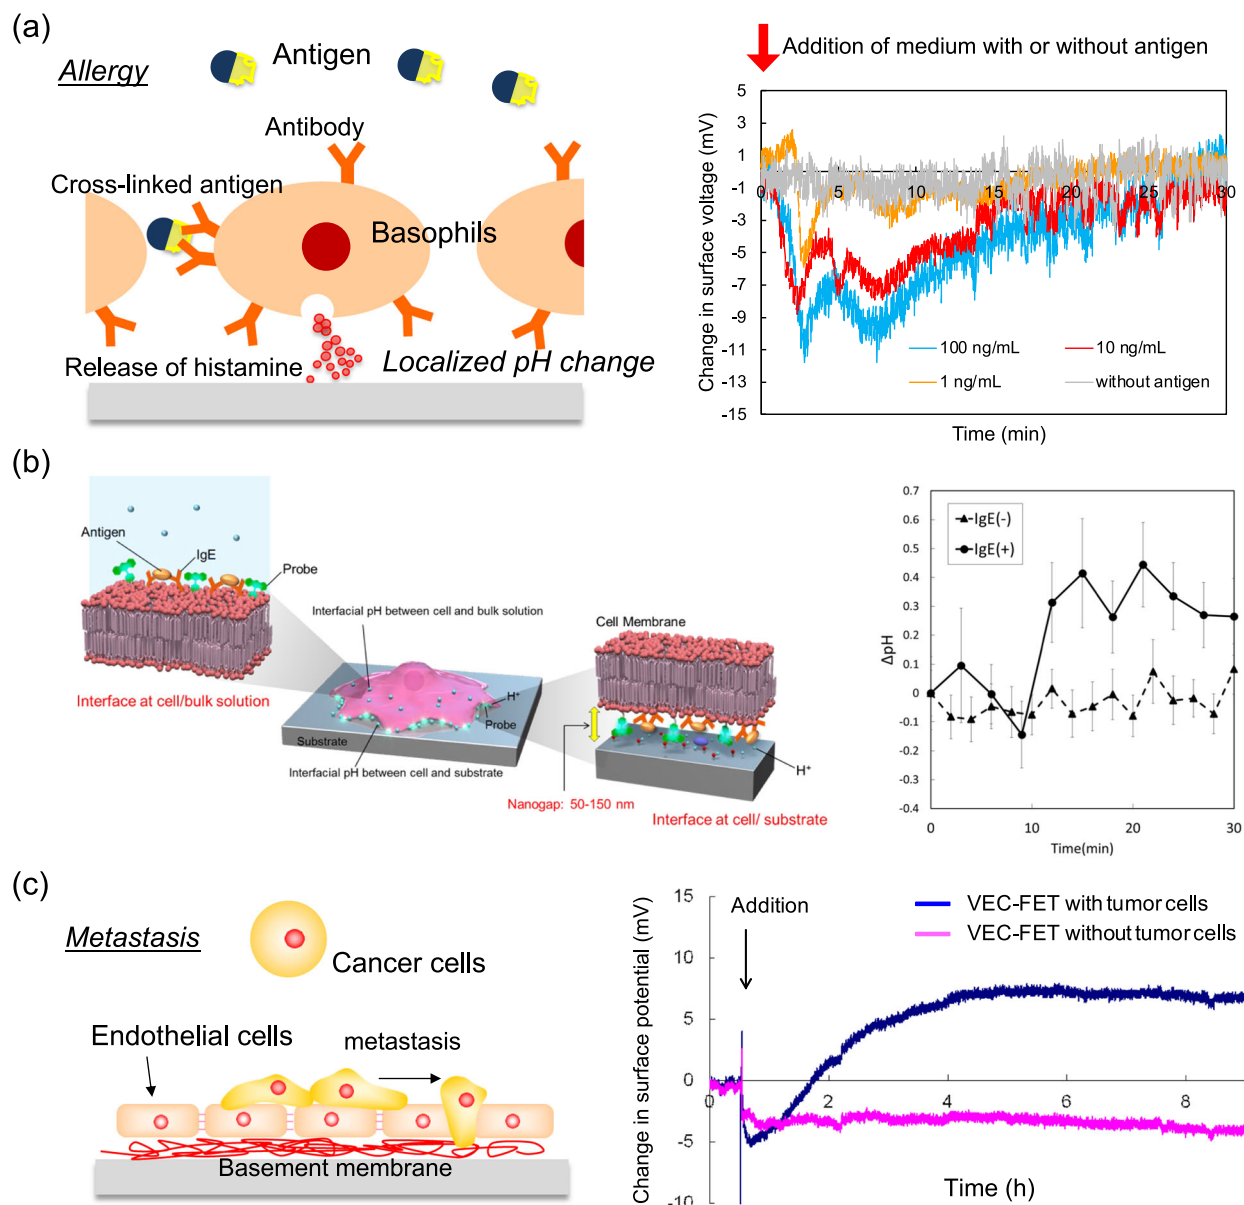 (a)
Allergy
Antigen
Antibody
Cross-linked antigen
Basophils
Release of histamine
Localized pH change
Addition of medium with or without antigen
Change in surface voltage (mV)
5
3
1
-1
-3
-5
-7
-9
-11
-13
-15
0
5
10
15
20
25
30
100 ng/mL
10 ng/mL
1 ng/mL
without antigen
Time (min)
(b)
Antigen
IgE
Probe
Interface at cell/bulk solution
Interfacial pH between cell and bulk solution
H+
Probe
Substrate
Interfacial pH between cell and substrate
Cell Membrane
H+
Nanogap: 50-150 nm
Interface at cell/ substrate
ΔpH
0.7
0.6
0.5
0.4
0.3
0.2
0.1
0
-0.1
-0.2
-0.3
-0.4
IgE(-)
IgE(+)
0
10
20
30
Time(min)
(c)
Metastasis
Cancer cells
Endothelial cells
metastasis
Basement membrane
Change in surface potential (mV)
15
10
5
0
-5
-10
Addition
VEC-FET with tumor cells
VEC-FET without tumor cells
0
2
4
6
8
Time (h)